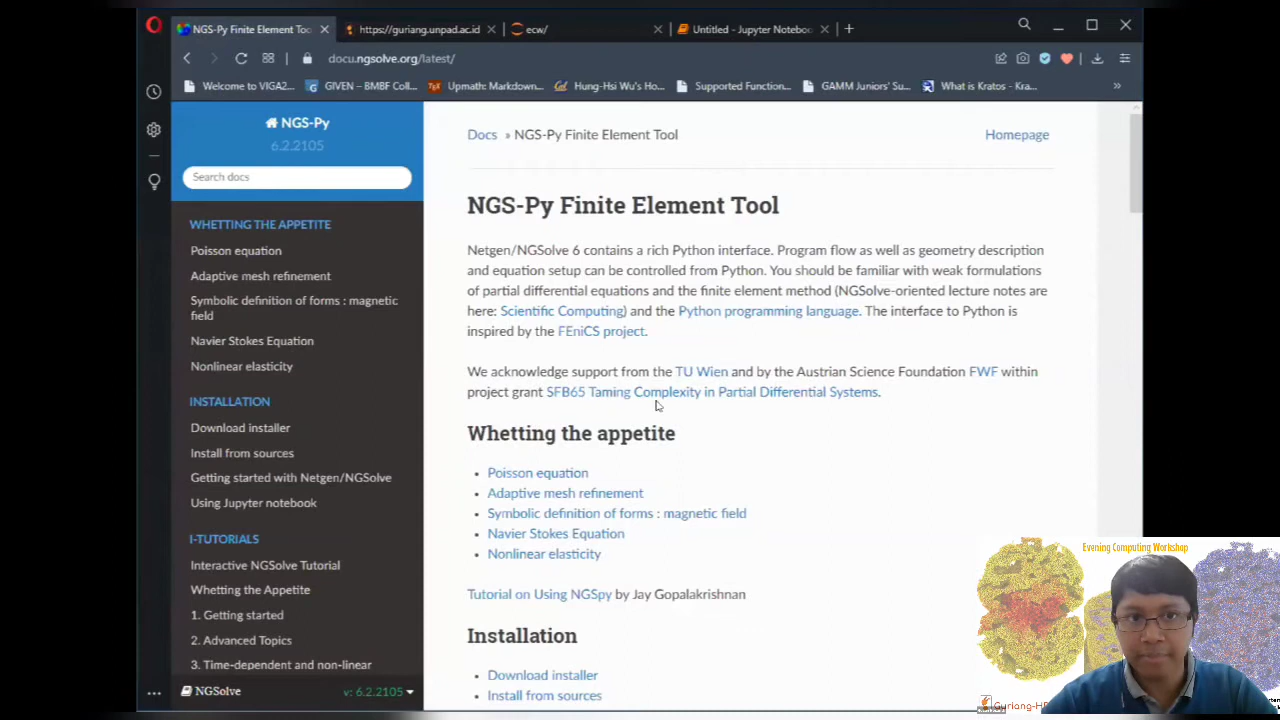 NGS-Py Finite Element Too
https://guriang.unpad.ac.id
ecw/
Untitled - Jupyter Noteboo
docu.ngsolve.org/latest/
Welcome to VIGA2...
GIVEN – BMBF Coll...
Upmath: Markdown...
Hung-Hsi Wu's Ho...
Supported Function...
GAMM Juniors' Su...
What is Kratos - Kra...
NGS-Py
6.2.2105
Search docs
WHETTING THE APPETITE
Poisson equation
Adaptive mesh refinement
Symbolic definition of forms : magnetic
field
Navier Stokes Equation
Nonlinear elasticity
INSTALLATION
Download installer
Install from sources
Getting started with Netgen/NGSolve
Using Jupyter notebook
I-TUTORIALS
Interactive NGSolve Tutorial
Whetting the Appetite
1. Getting started
2. Advanced Topics
3. Time-dependent and non-linear
NGSolve
v: 6.2.2105
Docs » NGS-Py Finite Element Tool
Homepage
NGS-Py Finite Element Tool
Netgen/NGSolve 6 contains a rich Python interface. Program flow as well as geometry description
and equation setup can be controlled from Python. You should be familiar with weak formulations
of partial differential equations and the finite element method (NGSolve-oriented lecture notes are
here: Scientific Computing) and the Python programming language. The interface to Python is
inspired by the FEniCS project.
We acknowledge support from the TU Wien and by the Austrian Science Foundation FWF within
project grant SFB65 Taming Complexity in Partial Differential Systems.
Whetting the appetite
• Poisson equation
• Adaptive mesh refinement
• Symbolic definition of forms : magnetic field
• Navier Stokes Equation
• Nonlinear elasticity
Tutorial on Using NGSpy by Jay Gopalakrishnan
Installation
• Download installer
• Install from sources
Evening Computing Workshop
Guriang-H